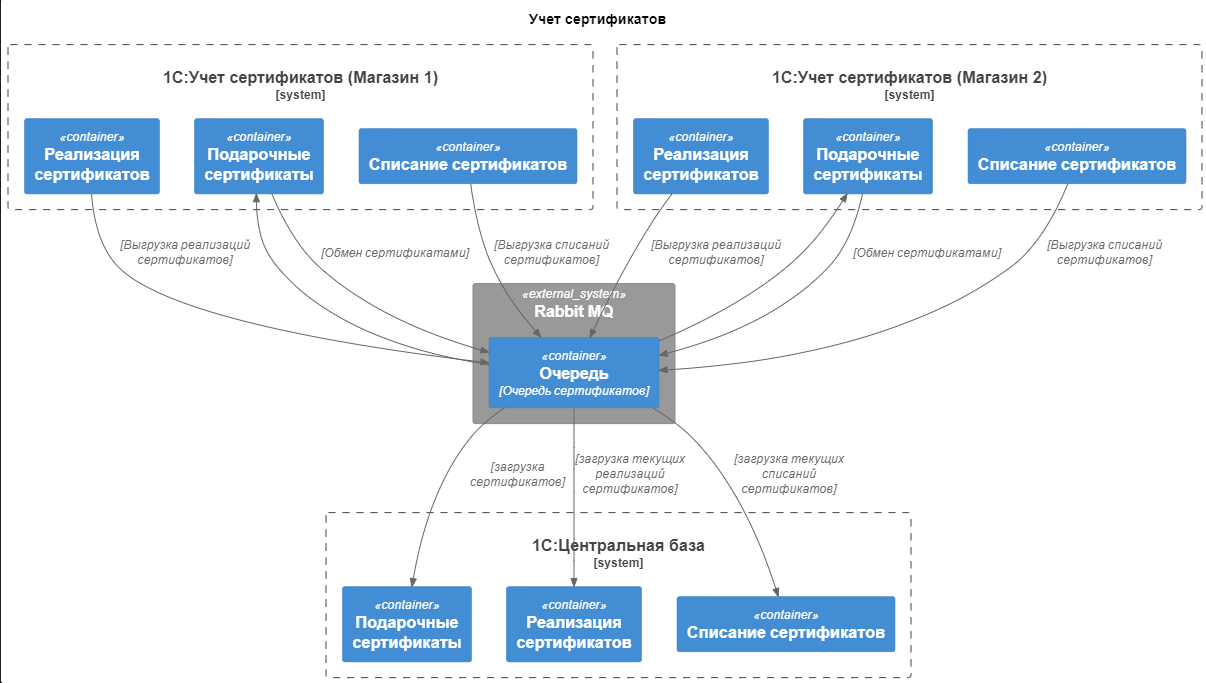 Учет сертификатов
1С:Учет сертификатов (Магазин 1)
[system]
«container»
Реализация
сертификатов
«container»
Подарочные
сертификаты
«container»
Списание сертификатов
1С:Учет сертификатов (Магазин 2)
[system]
«container»
Реализация
сертификатов
«container»
Подарочные
сертификаты
«container»
Списание сертификатов
[Выгрузка реализаций
сертификатов]
[Обмен сертификатами]
[Выгрузка списаний
сертификатов]
[Выгрузка реализаций
сертификатов]
[Обмен сертификатыми]
[Выгрузка списаний
сертификатов]
«external_system»
Rabbit MQ
«container»
Очередь
[Очередь сертификатов]
[загрузка
сертификатов]
[загрузка текущих
реализаций
сертификатов]
[загрузка текущих
списаний
сертификатов]
1С:Центральная база
[system]
«container»
Подарочные
сертификаты
«container»
Реализация
сертификатов
«container»
Списание сертификатов